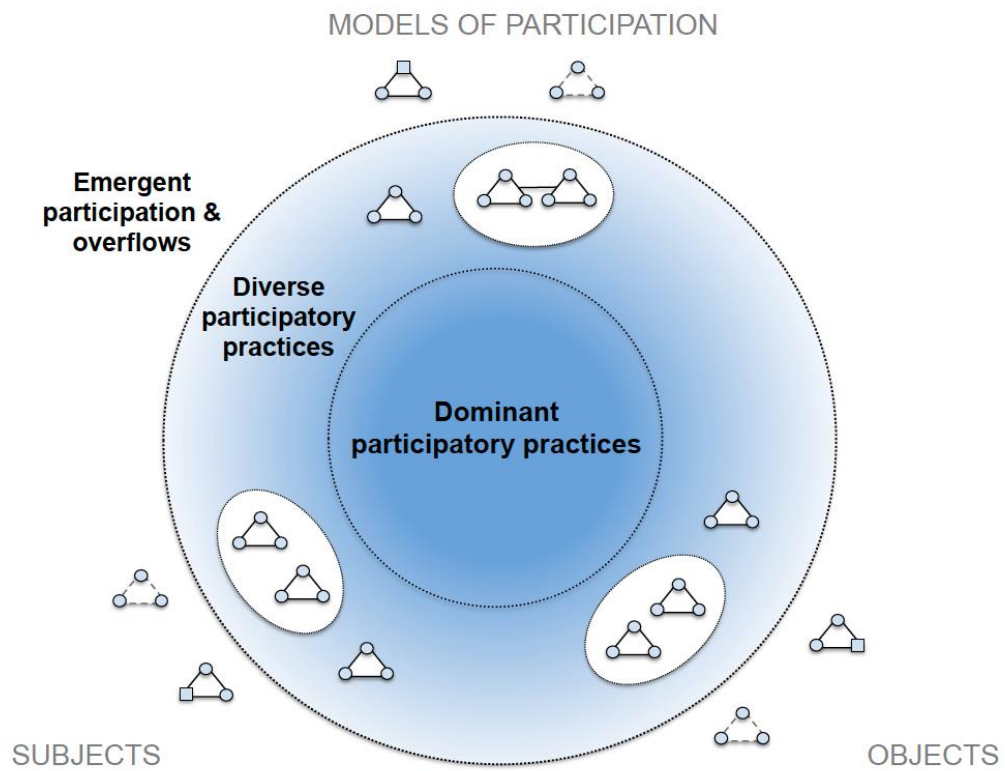 MODELS OF PARTICIPATION
Emergent
participation &
overflows
Diverse
participatory
practices
Dominant
participatory practices
SUBJECTS
OBJECTS